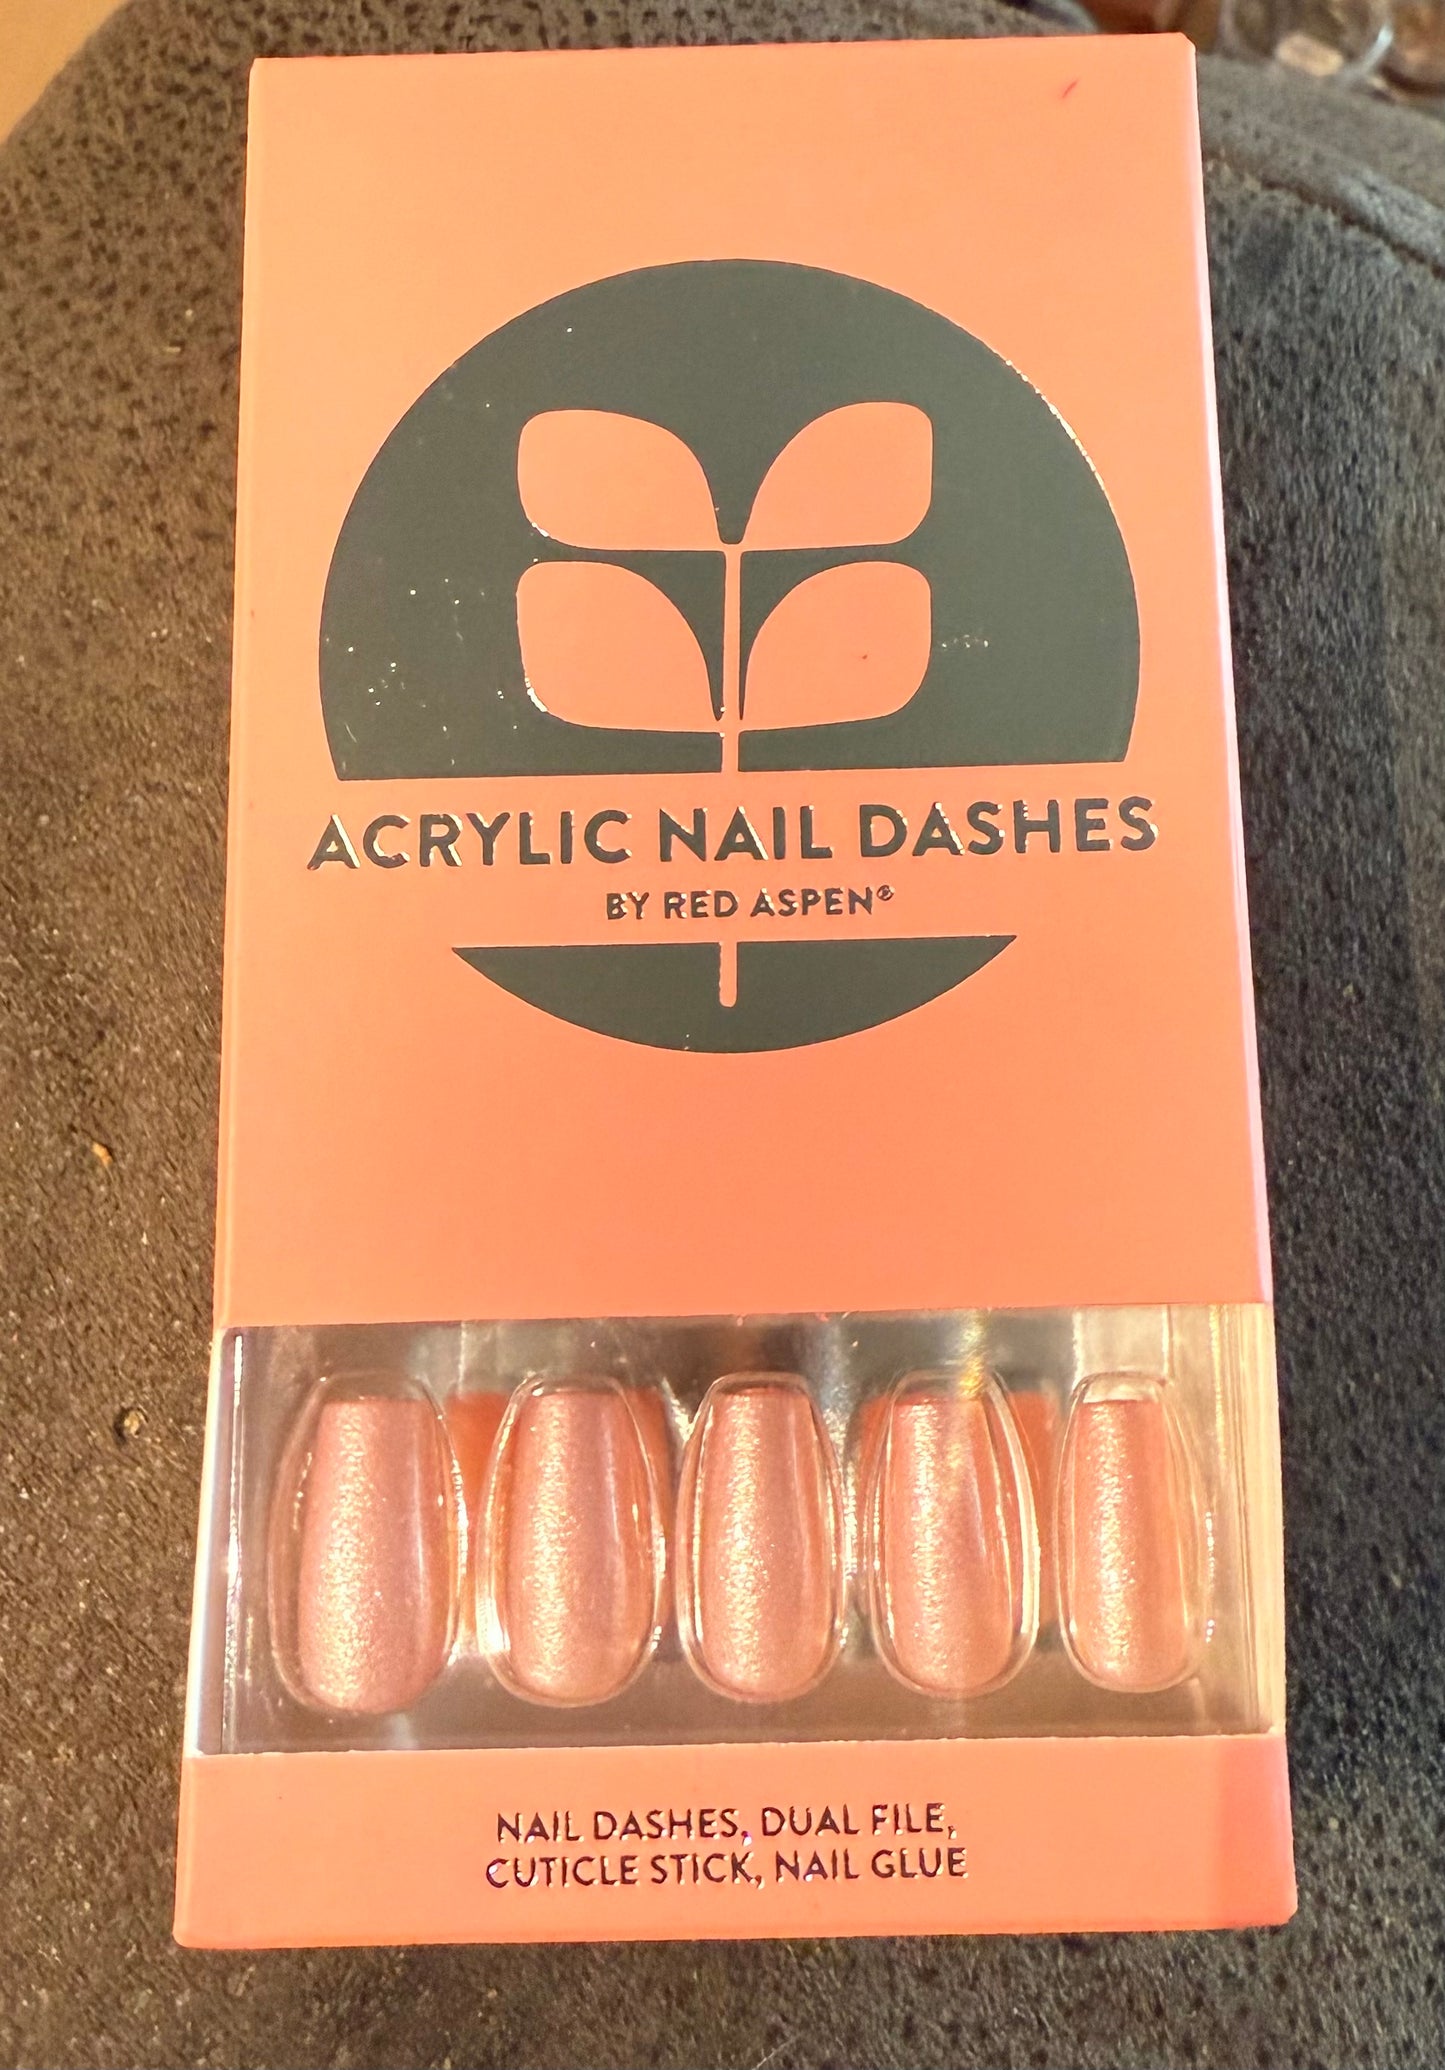 ACRYLIC NAIL DASHES
BY RED ASPEN®
NAIL DASHES, DUAL FILE,
CUTICLE STICK, NAIL GLUE